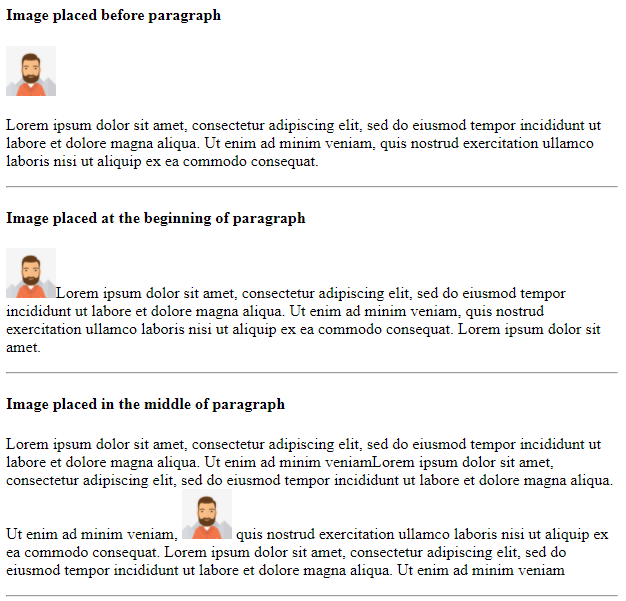 Image placed before paragraph
Lorem ipsum dolor sit amet, consectetur adipiscing elit, sed do eiusmod tempor incididunt ut
labore et dolore magna aliqua. Ut enim ad minim veniam, quis nostrud exercitation ullamco
laboris nisi ut aliquip ex ea commodo consequat.
Image placed at the beginning of paragraph
Lorem ipsum dolor sit amet, consectetur adipiscing elit, sed do eiusmod tempor
incididunt ut labore et dolore magna aliqua. Ut enim ad minim veniam, quis nostrud
exercitation ullamco laboris nisi ut aliquip ex ea commodo consequat. Lorem ipsum dolor sit
amet.
Image placed in the middle of paragraph
Lorem ipsum dolor sit amet, consectetur adipiscing elit, sed do eiusmod tempor incididunt ut
labore et dolore magna aliqua. Ut enim ad minim veniamLorem ipsum dolor sit amet,
consectetur adipiscing elit, sed do eiusmod tempor incididunt ut labore et dolore magna aliqua.
Ut enim ad minim veniam, quis nostrud exercitation ullamco laboris nisi ut aliquip ex
ea commodo consequat. Lorem ipsum dolor sit amet, consectetur adipiscing elit, sed do
eiusmod tempor incididunt ut labore et dolore magna aliqua. Ut enim ad minim veniam